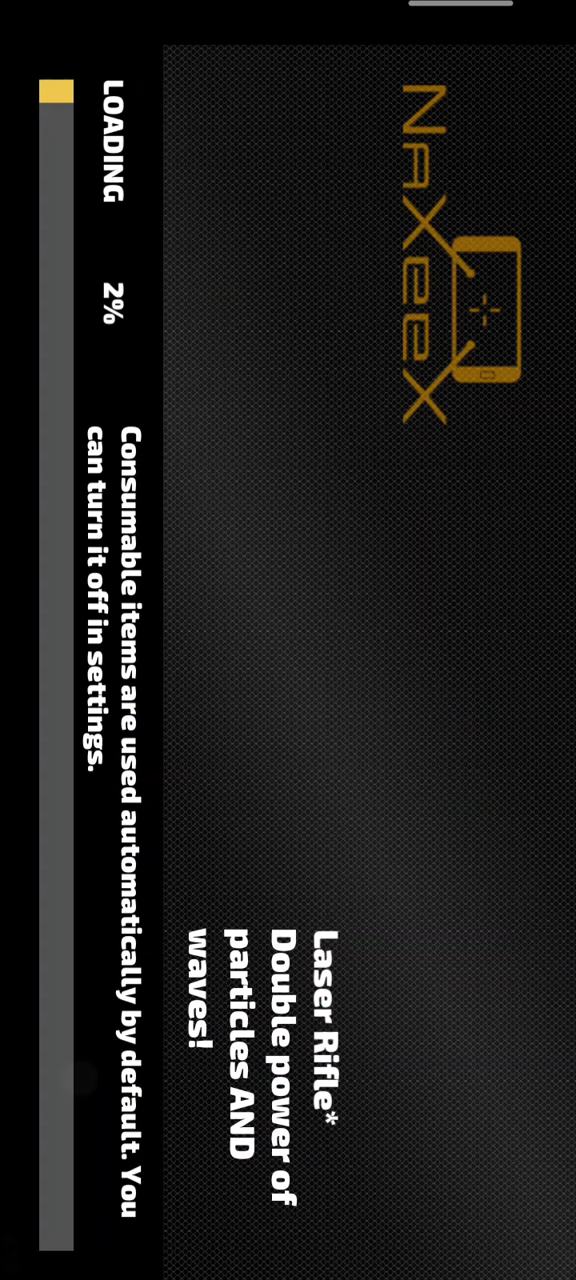 NAXeeX
Laser Rifle*
Double power of
particles AND
waves!
LOADING 2%
Consumable items are used automatically by default. You
can turn it off in settings.